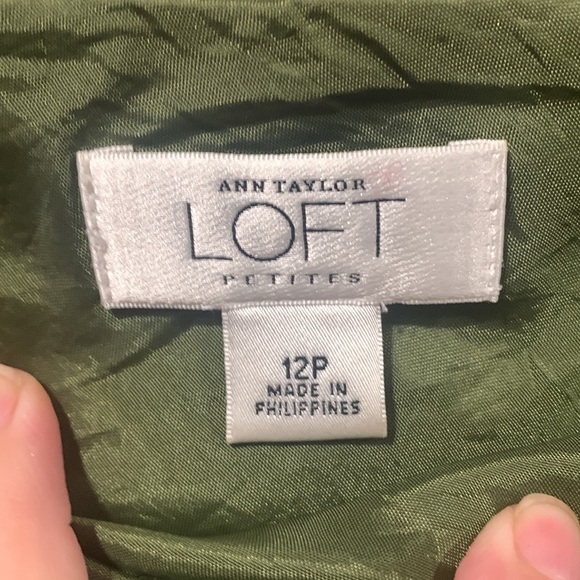 ANN TAYLOR
LOFT
PETITES
12P
MADE IN
PHILIPPINES